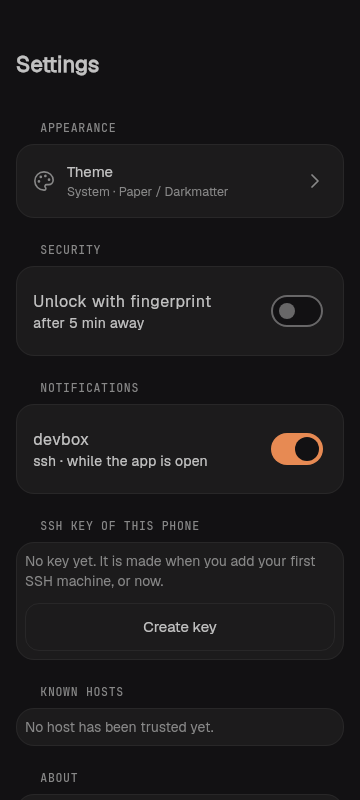 Settings
APPEARANCE
Theme
System · Paper / Darkmatter
SECURITY
Unlock with fingerprint
after 5 min away
NOTIFICATIONS
devbox
ssh · while the app is open
SSH KEY OF THIS PHONE
No key yet. It is made when you add your first
SSH machine, or now.
Create key
KNOWN HOSTS
No host has been trusted yet.
ABOUT